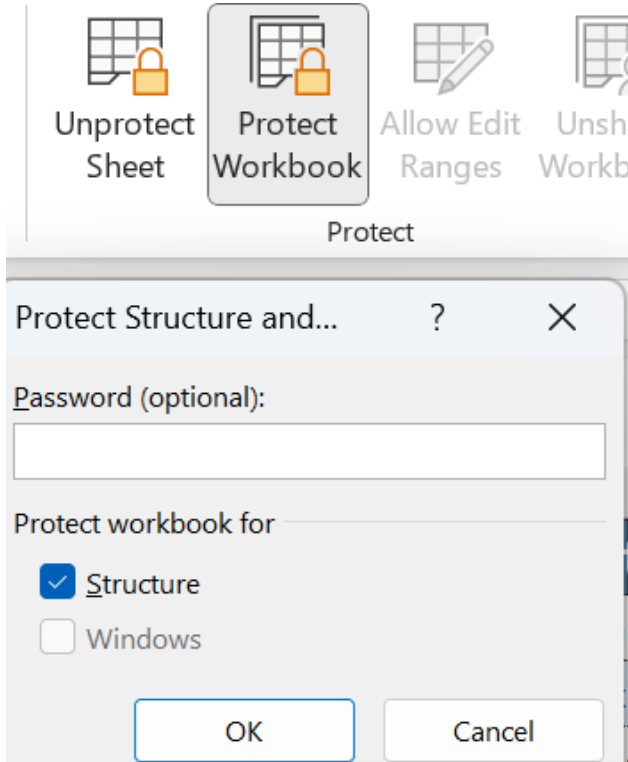 Unprotect Sheet
Protect Workbook
Allow Edit Ranges
Protect
Protect Structure and...
?
Password (optional):
Protect workbook for
Structure
Windows
OK
Cancel